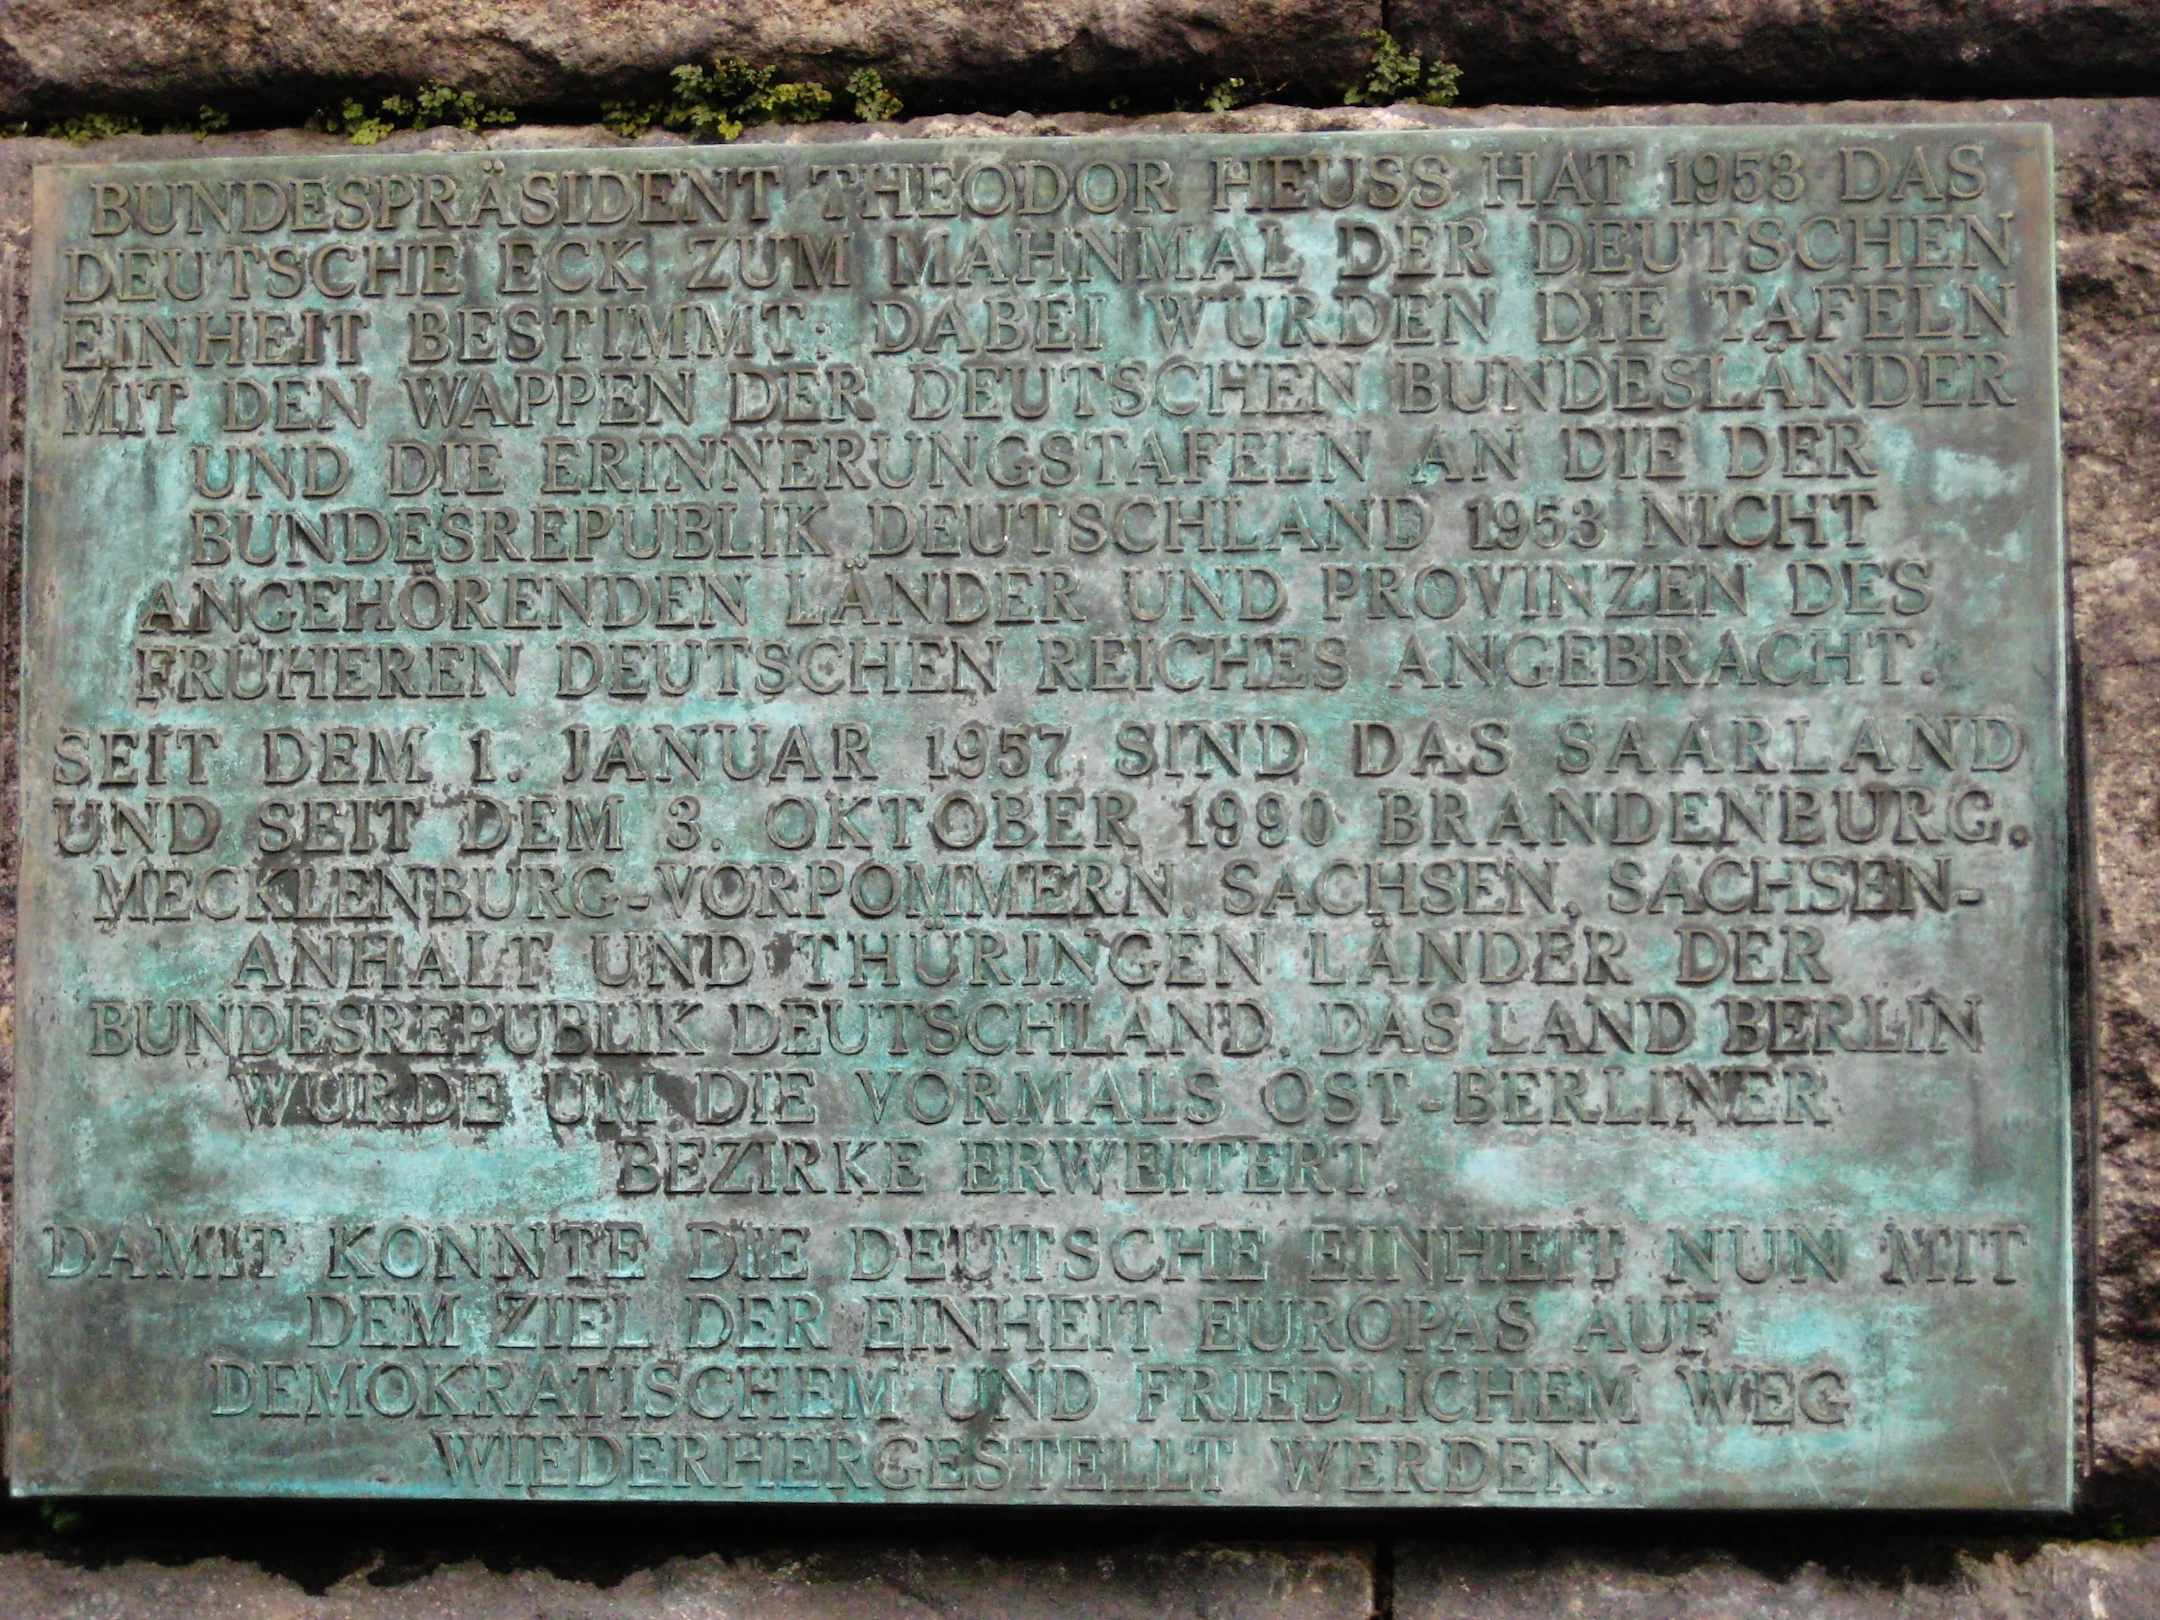 BUNDESPRÄSIDENT THEODOR HEUSS HAT 1953 DAS
DEUTSCHE ECK ZUM MAHNMAL DER DEUTSCHEN
EINHEIT BESTIMMT; DABEI WURDEN DIE TAFELN
MIT DEN WAPPEN DER DEUTSCHEN BUNDESLÄNDER
UND DIE ERINNERUNGSTAFELN AN DIE DER
BUNDESREPUBLIK DEUTSCHLAND 1953 NICHT
ANGEHÖRENDEN LÄNDER UND PROVINZEN DES
FRÜHEREN DEUTSCHEN REICHES ANGEBRACHT.
SEIT DEM 1. JANUAR 1957 SIND DAS SAARLAND
UND SEIT DEM 3. OKTOBER 1990 BRANDENBURG,
MECKLENBURG-VORPOMMERN, SACHSEN, SACHSEN-
ANHALT UND THÜRINGEN LÄNDER DER
BUNDESREPUBLIK DEUTSCHLAND. DAS LAND BERLIN
WURDE UM DIE VORMALS OST-BERLINER
BEZIRKE ERWEITERT.
DAMIT KONNTE DIE DEUTSCHE EINHEIT NUN MIT
DEM ZIEL DER EINHEIT EUROPAS AUF
DEMOKRATISCHEM UND FRIEDLICHEM WEG
WIEDERHERGESTELLT WERDEN.